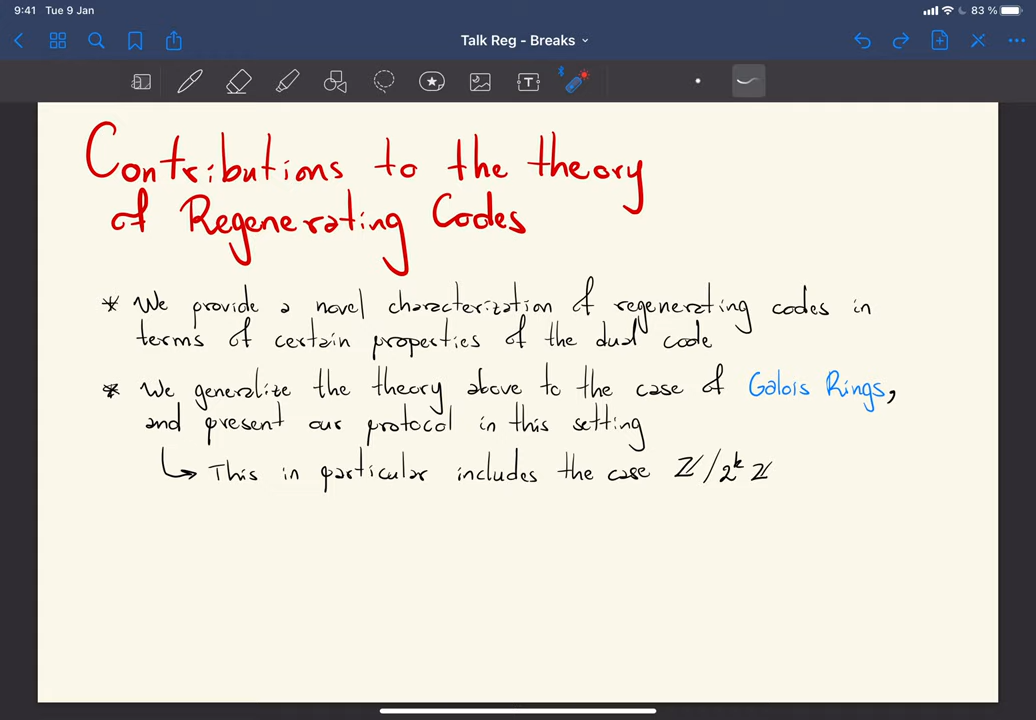 9:41 Tue 9 Jan
83 %
Talk Reg - Breaks
Contributions to the theory
of Regenerating Codes
* We provide a novel characterization of regenerating codes in
terms of certain properties of the dual code
* We generalize the theory above to the case of Galois Rings,
and present our protocol in this setting
↳ This in particular includes the case ℤ/2^k ℤ